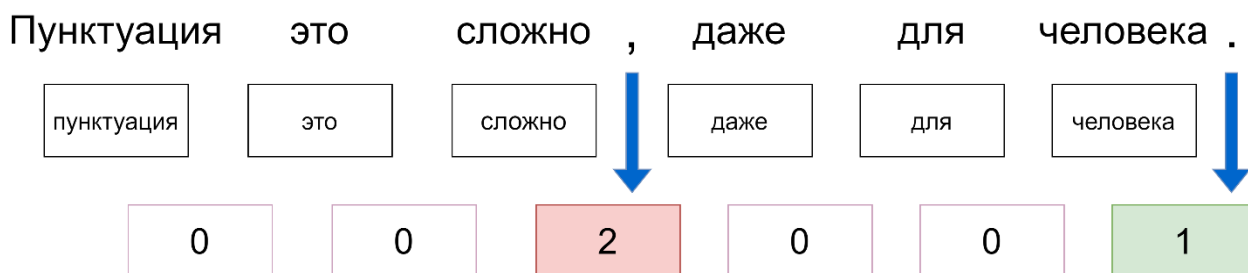 Пунктуация это сложно , даже для человека .
пунктуация это сложно даже для человека
0 0 2 0 0 1